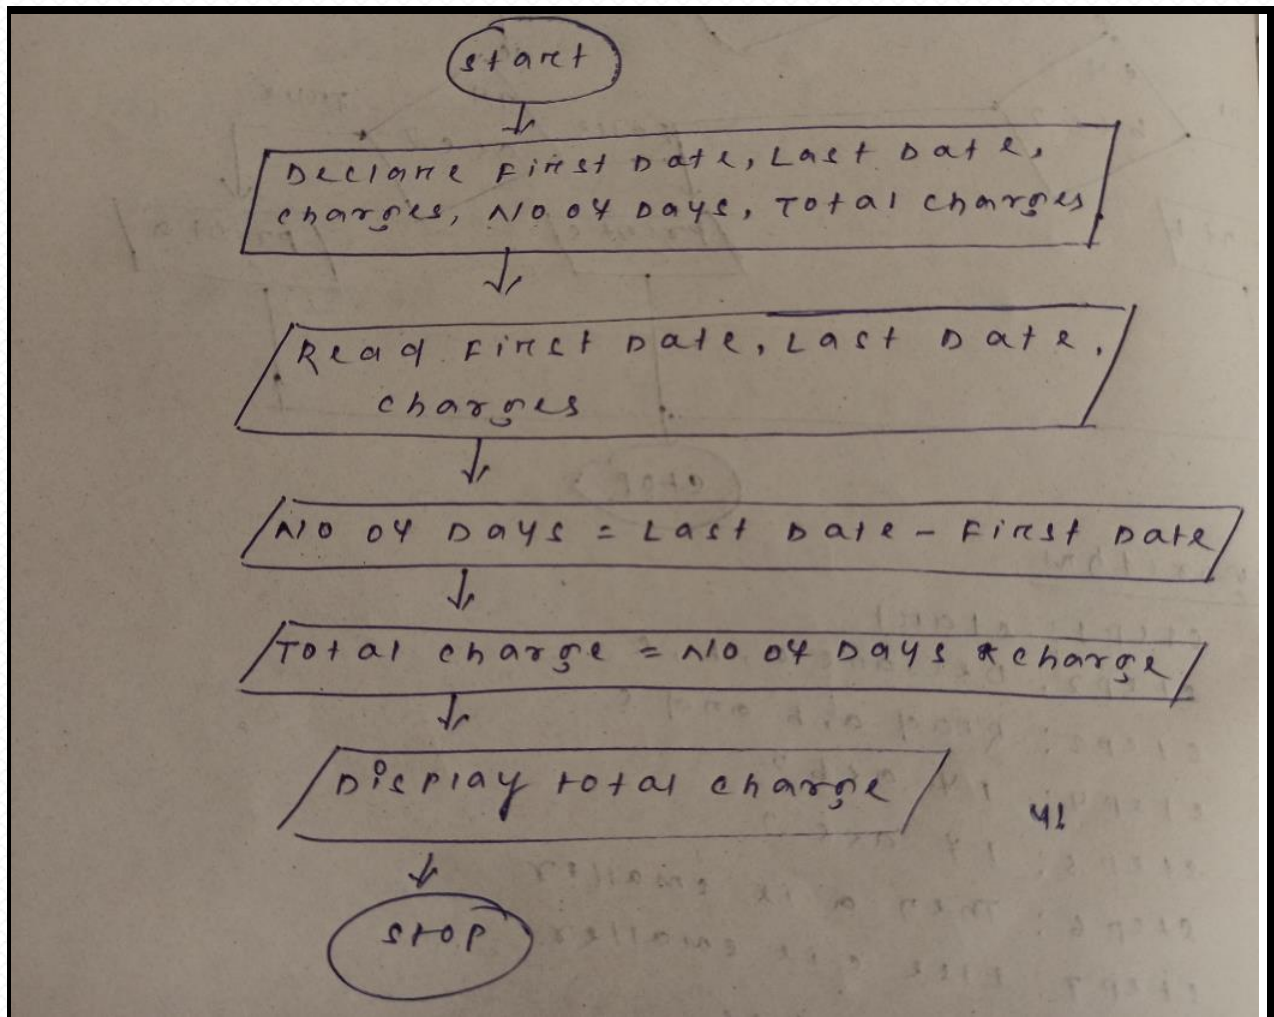 Start
Declare First Date, Last Date,
charges, No of Days, Total charges
Read First Date, Last Date,
charges
No of Days = Last Date - First Date
Total charge = No of Days * charge
Display total charge
41
Stop